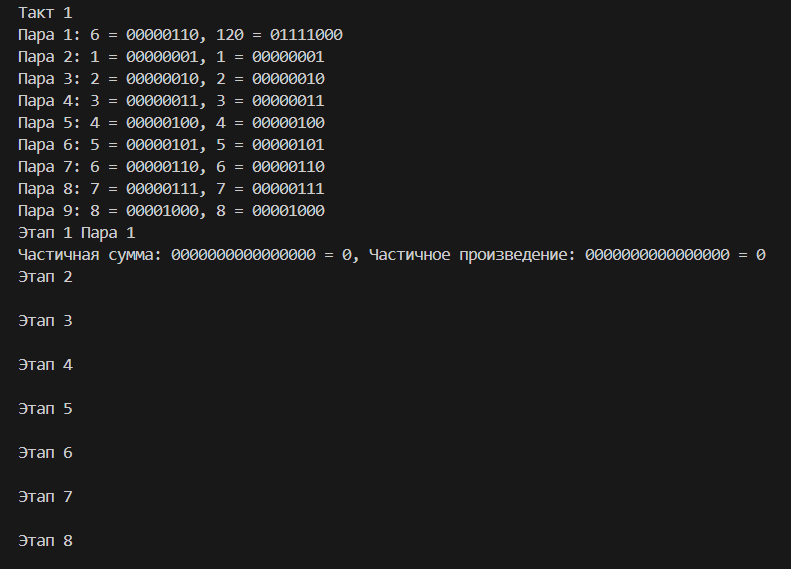 Такт 1
Пара 1: 6 = 00000110, 120 = 01111000
Пара 2: 1 = 00000001, 1 = 00000001
Пара 3: 2 = 00000010, 2 = 00000010
Пара 4: 3 = 00000011, 3 = 00000011
Пара 5: 4 = 00000100, 4 = 00000100
Пара 6: 5 = 00000101, 5 = 00000101
Пара 7: 6 = 00000110, 6 = 00000110
Пара 8: 7 = 00000111, 7 = 00000111
Пара 9: 8 = 00001000, 8 = 00001000
Этап 1 Пара 1
Частичная сумма: 0000000000000000 = 0, Частичное произведение: 0000000000000000 = 0
Этап 2
Этап 3
Этап 4
Этап 5
Этап 6
Этап 7
Этап 8